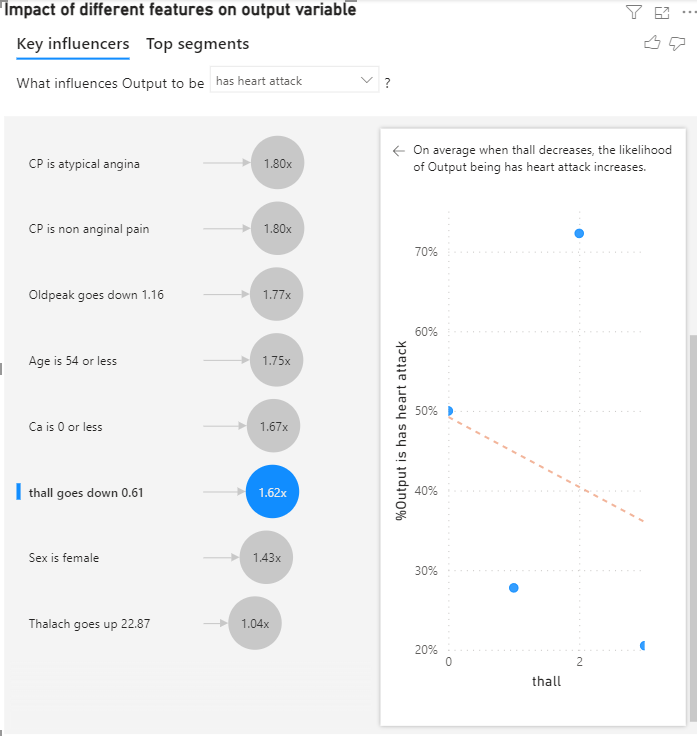 Impact of different features on output variable
Key influencers Top segments
What influences Output to be has heart attack ?
CP is atypical angina 1.80x
CP is non anginal pain 1.80x
Oldpeak goes down 1.16 1.77x
Age is 54 or less 1.75x
Ca is 0 or less 1.67x
thall goes down 0.61 1.62x
Sex is female 1.43x
Thalach goes up 22.87 1.04x
On average when thall decreases, the likelihood
of Output being has heart attack increases.
%Output is has heart attack
70%
60%
50%
40%
30%
20%
0 2
thall